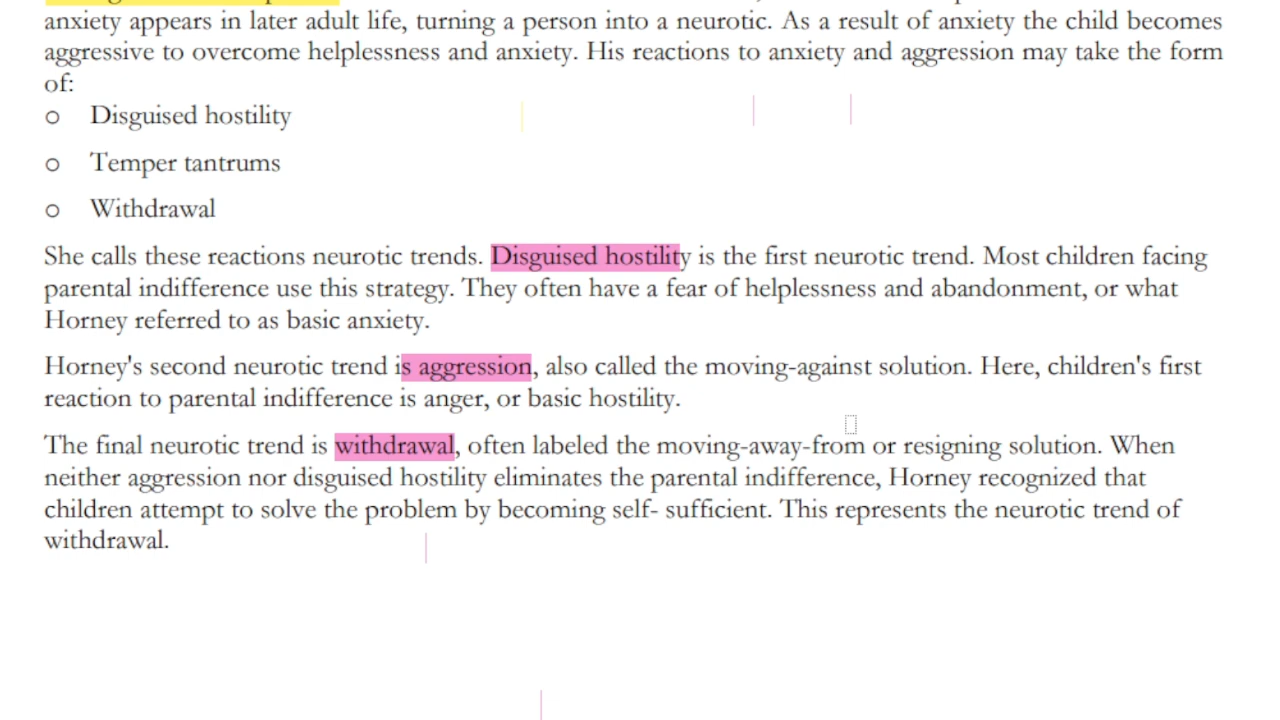 anxiety appears in later adult life, turning a person into a neurotic. As a result of anxiety the child becomes
aggressive to overcome helplessness and anxiety. His reactions to anxiety and aggression may take the form
of:
o Disguised hostility
o Temper tantrums
o Withdrawal
She calls these reactions neurotic trends. Disguised hostility is the first neurotic trend. Most children facing
parental indifference use this strategy. They often have a fear of helplessness and abandonment, or what
Horney referred to as basic anxiety.
Horney's second neurotic trend is aggression, also called the moving-against solution. Here, children's first
reaction to parental indifference is anger, or basic hostility.
The final neurotic trend is withdrawal, often labeled the moving-away-from or resigning solution. When
neither aggression nor disguised hostility eliminates the parental indifference, Horney recognized that
children attempt to solve the problem by becoming self- sufficient. This represents the neurotic trend of
withdrawal.